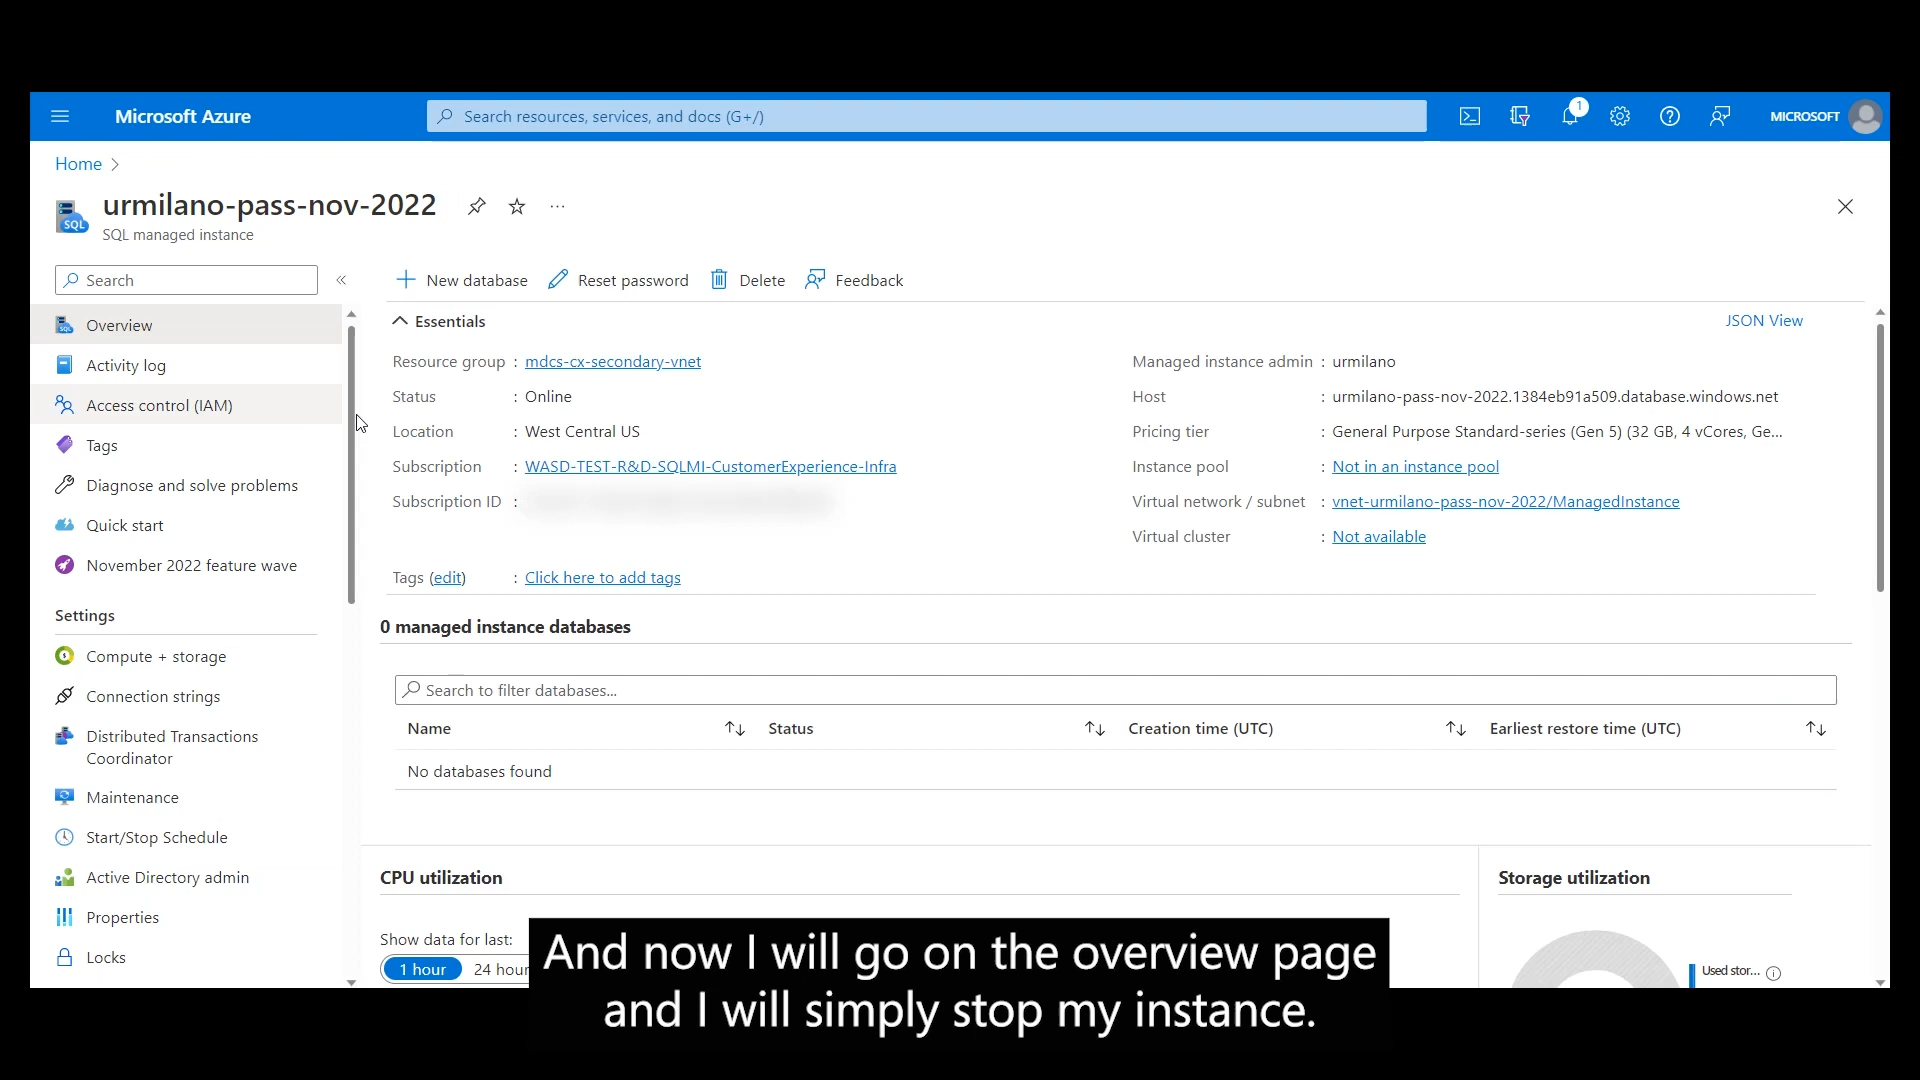 Microsoft Azure
Search resources, services, and docs (G+/)
1
MICROSOFT
Home
urmilano-pass-nov-2022
SQL
SQL managed instance
Search
New database
Reset password
Delete
Feedback
Overview
Activity log
Access control (IAM)
Tags
Diagnose and solve problems
Quick start
November 2022 feature wave
Settings
Compute + storage
Connection strings
Distributed Transactions
Coordinator
Maintenance
Start/Stop Schedule
Active Directory admin
Properties
Locks
Essentials
JSON View
Resource group : mdcs-cx-secondary-vnet
Status : Online
Location : West Central US
Subscription : WASD-TEST-R&D-SQLMI-CustomerExperience-Infra
Subscription ID :
Managed instance admin : urmilano
Host : urmilano-pass-nov-2022.1384eb91a509.database.windows.net
Pricing tier : General Purpose Standard-series (Gen 5) (32 GB, 4 vCores, Ge...
Instance pool : Not in an instance pool
Virtual network / subnet : vnet-urmilano-pass-nov-2022/ManagedInstance
Virtual cluster : Not available
Tags (edit) : Click here to add tags
0 managed instance databases
Search to filter databases...
Name Status Creation time (UTC) Earliest restore time (UTC)
No databases found
CPU utilization
Storage utilization
Show data for last:
1 hour 24 hour
Used stor...
And now I will go on the overview page
and I will simply stop my instance.